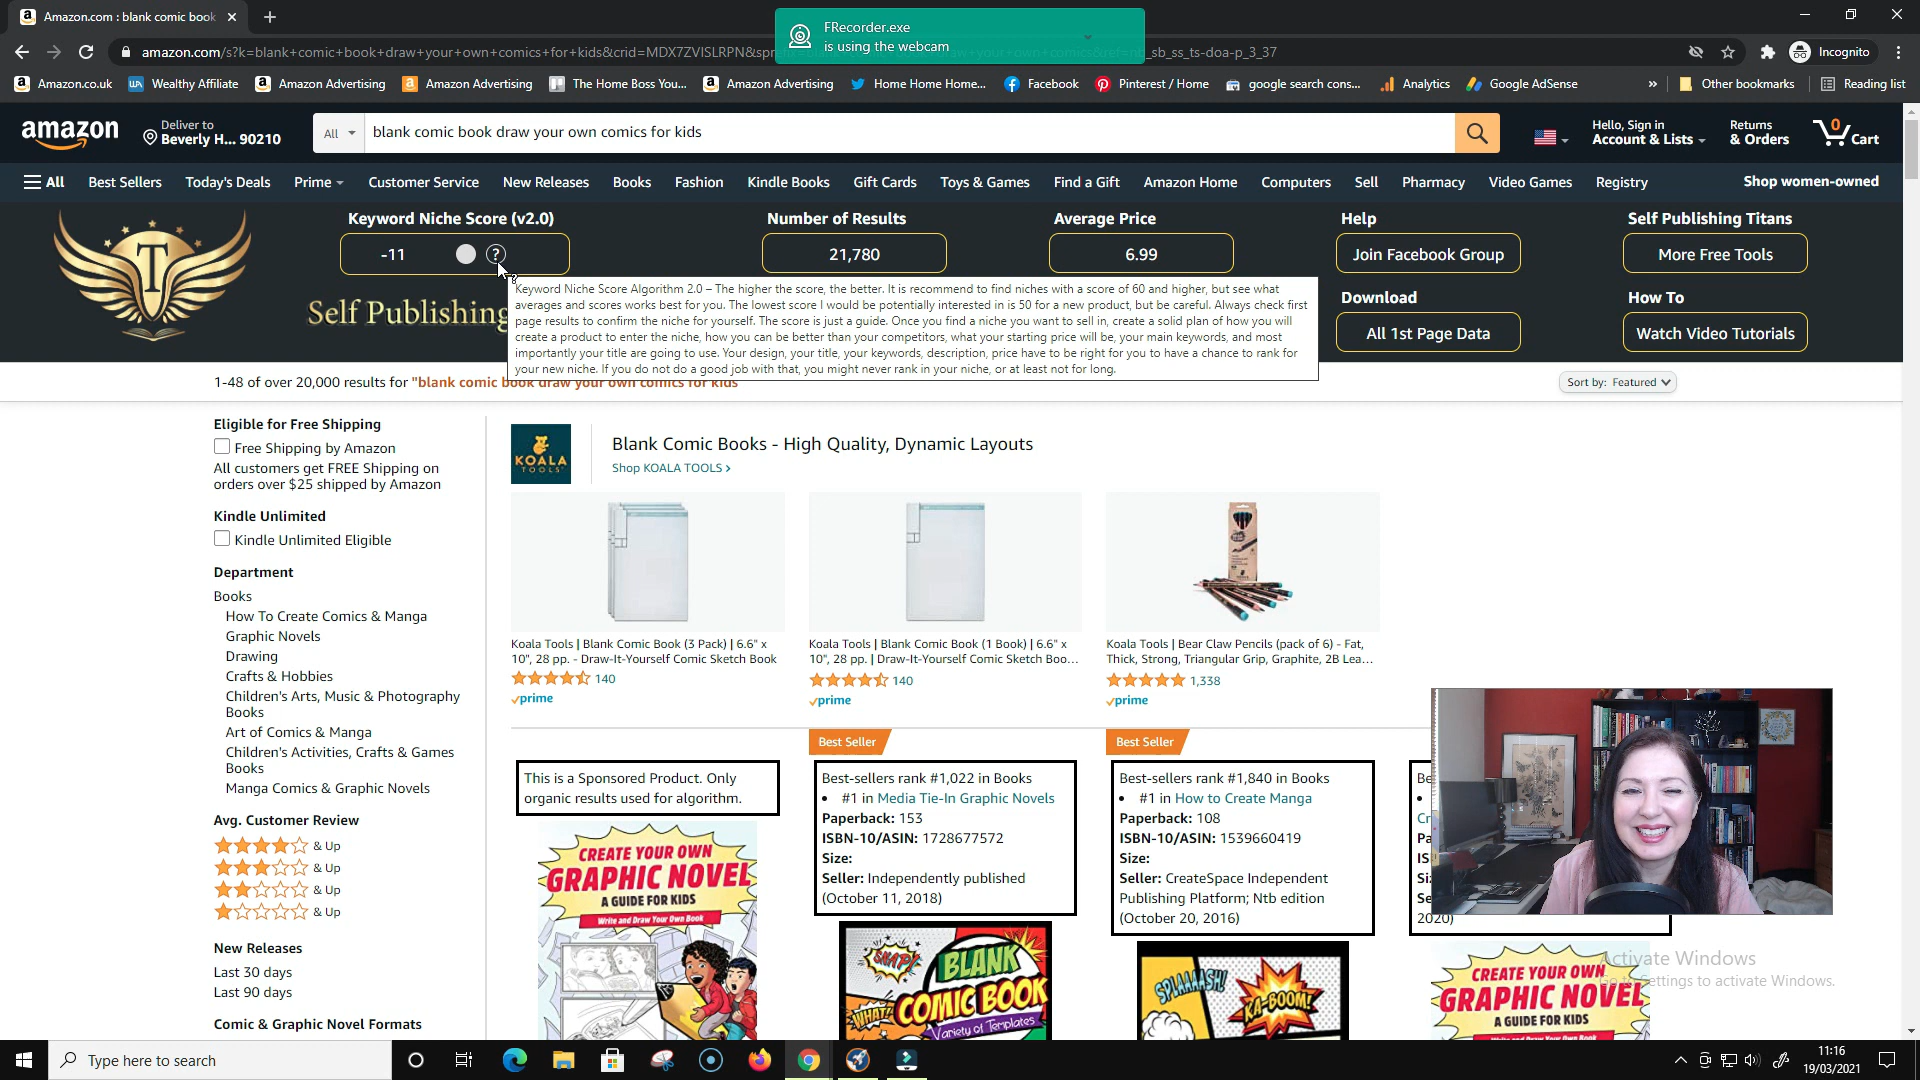 Amazon.com : blank comic book
FRecorder.exe
is using the webcam
amazon.com/s?k=blank+comic+book+draw+your+own+comics+for+kids&crid=MDX7ZVISLRPN&sp
_sb_ss_ts-doa-p_3_37
Incognito
Amazon.co.uk
Wealthy Affiliate
Amazon Advertising
Amazon Advertising
The Home Boss You...
Amazon Advertising
Home Home Home...
Facebook
Pinterest / Home
google search cons...
Analytics
Google AdSense
»
Other bookmarks
Reading list
amazon
Deliver to
Beverly H... 90210
All
blank comic book draw your own comics for kids
Hello, Sign in
Account & Lists
Returns
& Orders
0
Cart
All
Best Sellers
Today's Deals
Prime
Customer Service
New Releases
Books
Fashion
Kindle Books
Gift Cards
Toys & Games
Find a Gift
Amazon Home
Computers
Sell
Pharmacy
Video Games
Registry
Shop women-owned
T
Self Publishing
Keyword Niche Score (v2.0)
-11
?
Number of Results
21,780
Average Price
6.99
Help
Join Facebook Group
Self Publishing Titans
More Free Tools
Download
All 1st Page Data
How To
Watch Video Tutorials
Keyword Niche Score Algorithm 2.0 – The higher the score, the better. It is recommend to find niches with a score of 60 and higher, but see what
averages and scores works best for you. The lowest score I would be potentially interested in is 50 for a new product, but be careful. Always check first
page results to confirm the niche for yourself. The score is just a guide. Once you find a niche you want to sell in, create a solid plan of how you will
create a product to enter the niche, how you can be better than your competitors, what your starting price will be, your main keywords, and most
importantly your title are going to use. Your design, your title, your keywords, description, price have to be right for you to have a chance to rank for
your new niche. If you do not do a good job with that, you might never rank in your niche, or at least not for long.
1-48 of over 20,000 results for "blank comic book draw your own comics for kids
Sort by: Featured
Eligible for Free Shipping
Free Shipping by Amazon
All customers get FREE Shipping on
orders over $25 shipped by Amazon
Kindle Unlimited
Kindle Unlimited Eligible
Department
Books
How To Create Comics & Manga
Graphic Novels
Drawing
Crafts & Hobbies
Children's Arts, Music & Photography
Books
Art of Comics & Manga
Children's Activities, Crafts & Games
Books
Manga Comics & Graphic Novels
Avg. Customer Review
& Up
& Up
& Up
& Up
New Releases
Last 30 days
Last 90 days
Comic & Graphic Novel Formats
KOALA
TOOLS
Blank Comic Books - High Quality, Dynamic Layouts
Shop KOALA TOOLS ›
Koala Tools | Blank Comic Book (3 Pack) | 6.6" x
10", 28 pp. - Draw-It-Yourself Comic Sketch Book
140
prime
Koala Tools | Blank Comic Book (1 Book) | 6.6" x
10", 28 pp. | Draw-It-Yourself Comic Sketch Boo...
140
prime
Koala Tools | Bear Claw Pencils (pack of 6) - Fat,
Thick, Strong, Triangular Grip, Graphite, 2B Lea...
1,338
prime
This is a Sponsored Product. Only
organic results used for algorithm.
CREATE YOUR OWN
GRAPHIC NOVEL
A GUIDE FOR KIDS
Write and Draw Your Own Book
Best Seller
Best-sellers rank #1,022 in Books
• #1 in Media Tie-In Graphic Novels
Paperback: 153
ISBN-10/ASIN: 1728677572
Size:
Seller: Independently published
(October 11, 2018)
SNAP!
BLANK
COMIC BOOK
WHAT?
Variety of Templates
Best Seller
Best-sellers rank #1,840 in Books
• #1 in How to Create Manga
Paperback: 108
ISBN-10/ASIN: 1539660419
Size:
Seller: CreateSpace Independent
Publishing Platform; Ntb edition
(October 20, 2016)
SPLAAAASH!
KA-BOOM!
Be
•
Cr
Pa
IS
Si
Se
2020)
CREATE YOUR OWN
GRAPHIC NOVEL
A GUIDE FOR KIDS
Activate Windows
Go to Settings to activate Windows.
Type here to search
11:16
19/03/2021